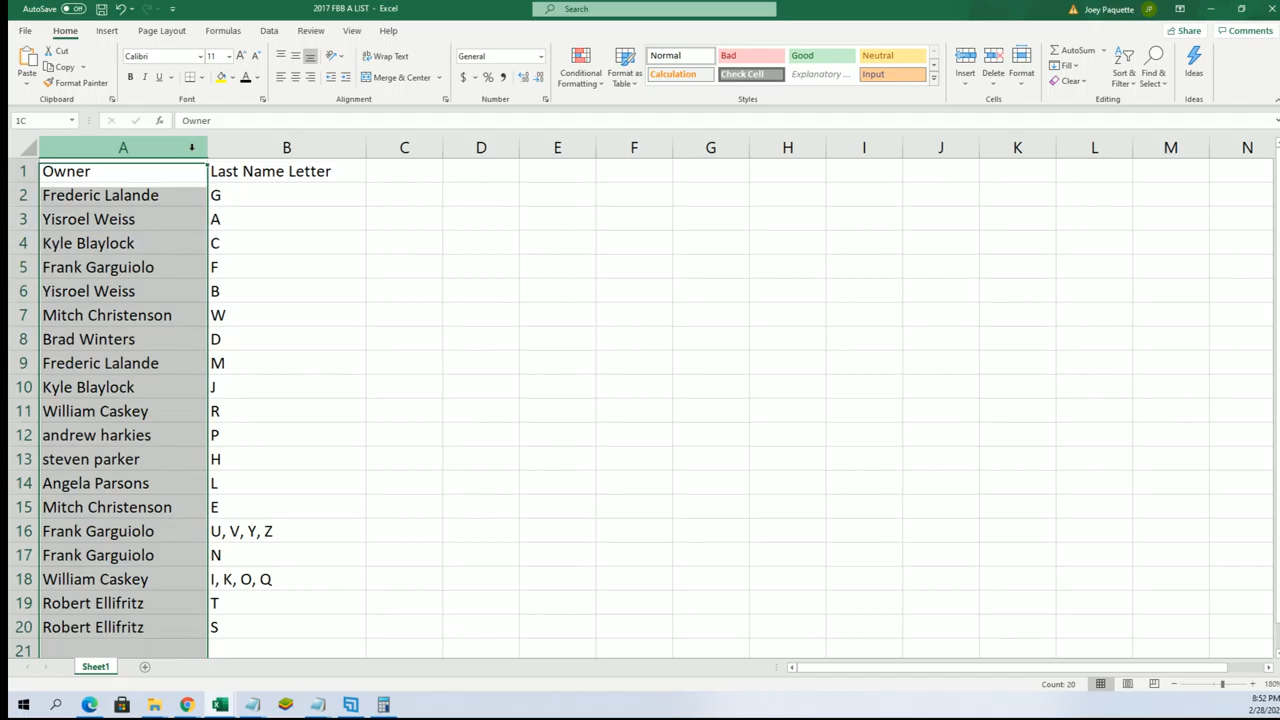 AutoSave Off 2017 FBB A LIST - Excel Search Joey Paquette JP
File Home Insert Page Layout Formulas Data Review View Help Share Comments
Paste Cut Copy Format Painter Clipboard
Calibri 11 B I U Font
Wrap Text Merge & Center Alignment
General $ % , Number
Conditional Formatting Format as Table Normal Bad Good Neutral Calculation Check Cell Explanatory ... Input Styles
Insert Delete Format Cells
AutoSum Fill Clear Sort & Filter Find & Select Editing
Ideas Ideas
1C fx Owner
A B C D E F G H I J K L M N
1 Owner Last Name Letter
2 Frederic Lalande G
3 Yisroel Weiss A
4 Kyle Blaylock C
5 Frank Garguiolo F
6 Yisroel Weiss B
7 Mitch Christenson W
8 Brad Winters D
9 Frederic Lalande M
10 Kyle Blaylock J
11 William Caskey R
12 andrew harkies P
13 steven parker H
14 Angela Parsons L
15 Mitch Christenson E
16 Frank Garguiolo U, V, Y, Z
17 Frank Garguiolo N
18 William Caskey I, K, O, Q
19 Robert Ellifritz T
20 Robert Ellifritz S
21
Sheet1
Count: 20 180%
8:52 PM
2/28/202